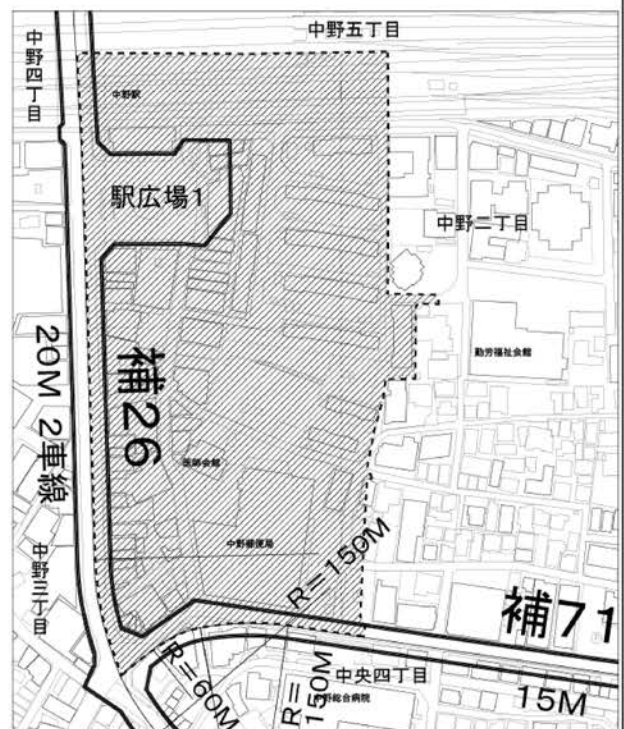 中野五丁目
中野四丁目
中野駅
駅広場1
中野二丁目
勤労福祉会館
20M 2車線
補26
医師会館
中野三丁目
中野郵便局
R=150M
補71
R=60M
R=150M
中央四丁目
中野総合病院
15M